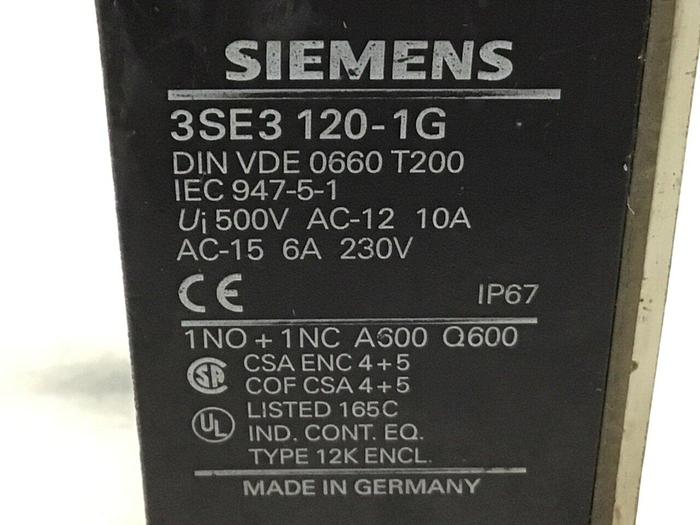 SIEMENS
3SE3 120-1G
DIN VDE 0660 T200
IEC 947-5-1
Ui 500V AC-12 10A
AC-15 6A 230V
CE IP67
1NO + 1NC A600 Q600
SA CSA ENC 4+5
COF CSA 4+5
UL LISTED 165C
IND. CONT. EQ.
TYPE 12K ENCL.
MADE IN GERMANY